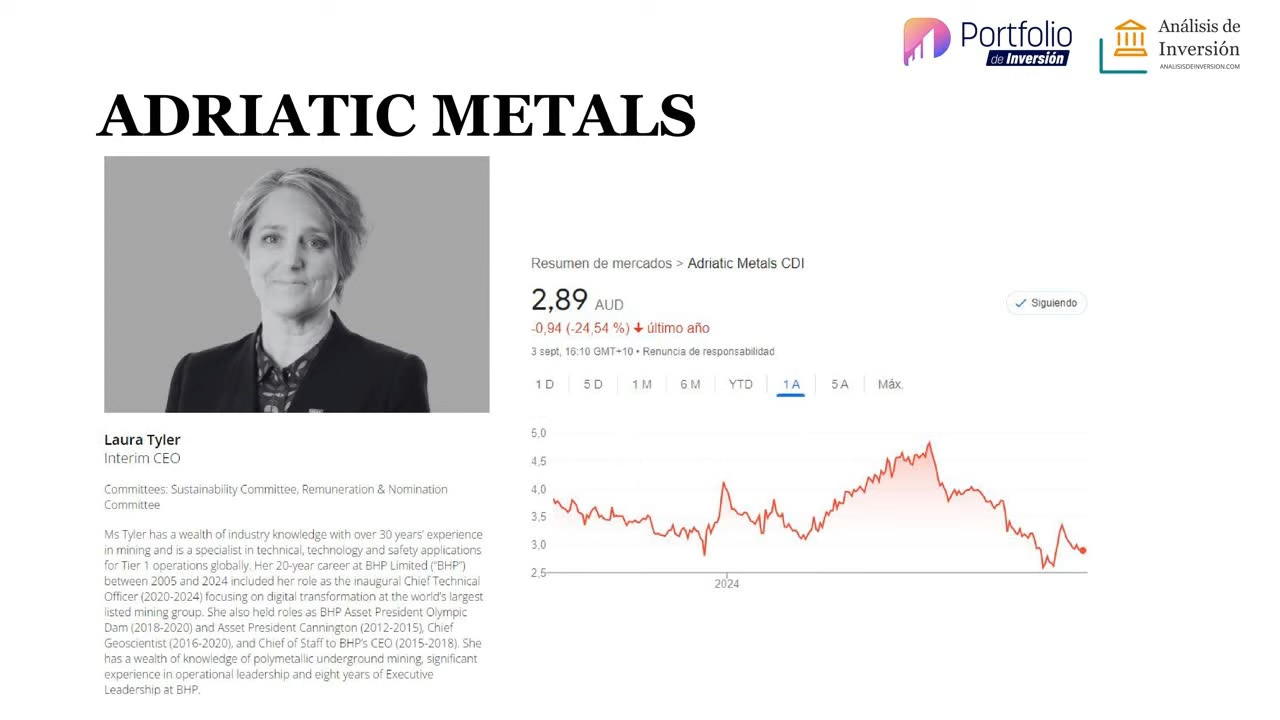 Portfolio
de Inversión
Análisis de
Inversión
ANALISISDEINVERSION.COM
ADRIATIC METALS
Laura Tyler
Interim CEO
Committees: Sustainability Committee, Remuneration & Nomination
Committee
Ms Tyler has a wealth of industry knowledge with over 30 years' experience
in mining and is a specialist in technical, technology and safety applications
for Tier 1 operations globally. Her 20-year career at BHP Limited ("BHP")
between 2005 and 2024 included her role as the inaugural Chief Technical
Officer (2020-2024) focusing on digital transformation at the world's largest
listed mining group. She also held roles as BHP Asset President Olympic
Dam (2018-2020) and Asset President Cannington (2012-2015), Chief
Geoscientist (2016-2020), and Chief of Staff to BHP's CEO (2015-2018). She
has a wealth of knowledge of polymetallic underground mining, significant
experience in operational leadership and eight years of Executive
Leadership at BHP.
Resumen de mercados > Adriatic Metals CDI
2,89 AUD
Siguiendo
-0,94 (-24,54 %) ↓ último año
3 sept, 16:10 GMT+10 • Renuncia de responsabilidad
1 D 5 D 1 M 6 M YTD 1 A 5 A Máx.
5,0
4,5
4,0
3,5
3,0
2,5
2024